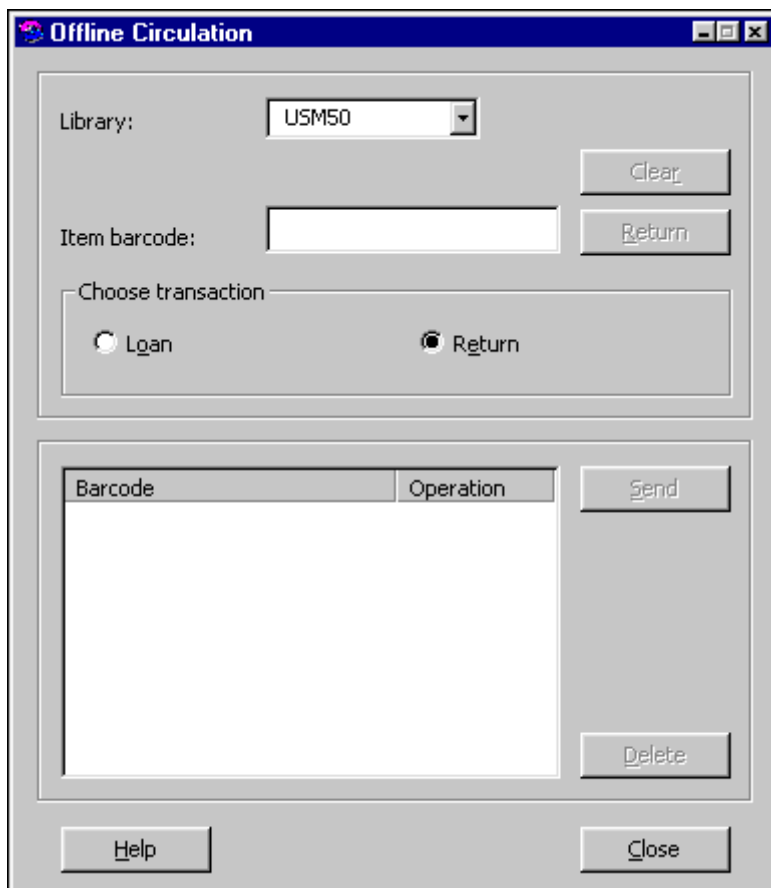 Offline Circulation
Library: USM50
Clear
Item barcode: Return
Choose transaction
Loan Return
Barcode Operation Send
Delete
Help Close